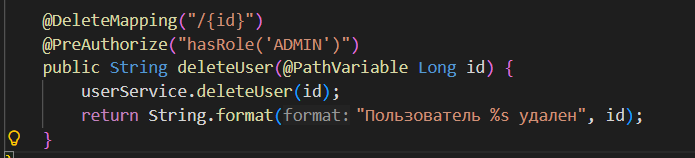 @DeleteMapping("/{id}")
@PreAuthorize("hasRole('ADMIN')")
public String deleteUser(@PathVariable Long id) {
userService.deleteUser(id);
return String.format(format:"Пользователь %s удален", id);
}